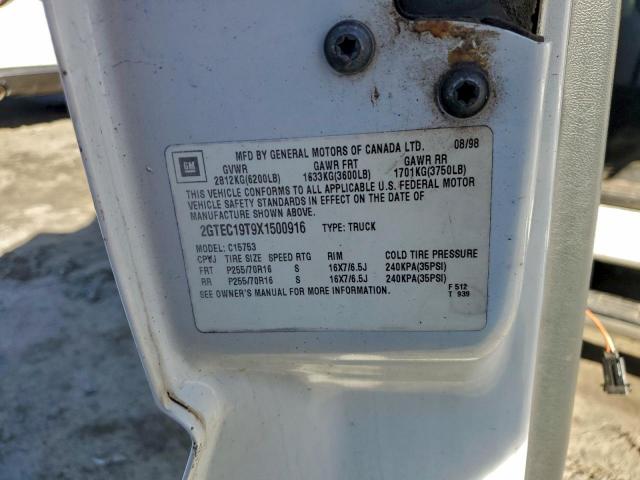 MFD BY GENERAL MOTORS OF CANADA LTD. 08/98
GM
GVWR GAWR FRT GAWR RR
2812KG(6200LB) 1633KG(3600LB) 1701KG(3750LB)
THIS VEHICLE CONFORMS TO ALL APPLICABLE U.S. FEDERAL MOTOR
VEHICLE SAFETY STANDARDS IN EFFECT ON THE DATE OF
MANUFACTURE SHOWN ABOVE.
2GTEC19T9X1500916 TYPE: TRUCK
MODEL: C15753
CPYJ TIRE SIZE SPEED RTG RIM COLD TIRE PRESSURE
FRT P255/70R16 S 16X7/6.5J 240KPA(35PSI)
RR P255/70R16 S 16X7/6.5J 240KPA(35PSI)
SEE OWNER'S MANUAL FOR MORE INFORMATION.
F 512
T 939